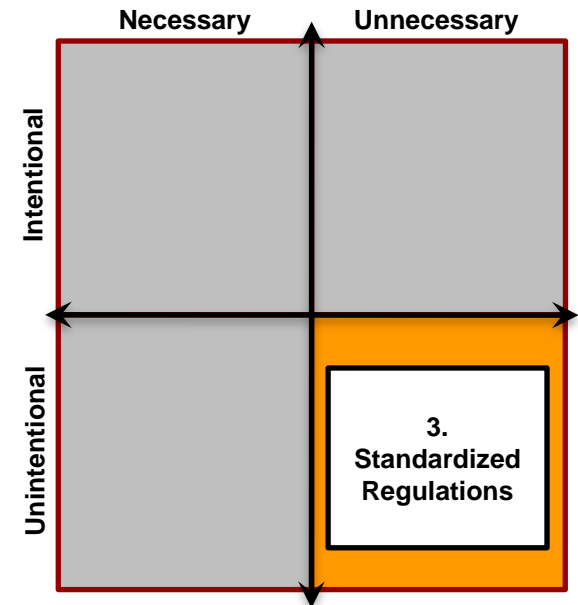 Necessary
Unnecessary
Intentional
Unintentional
3.
Standardized
Regulations